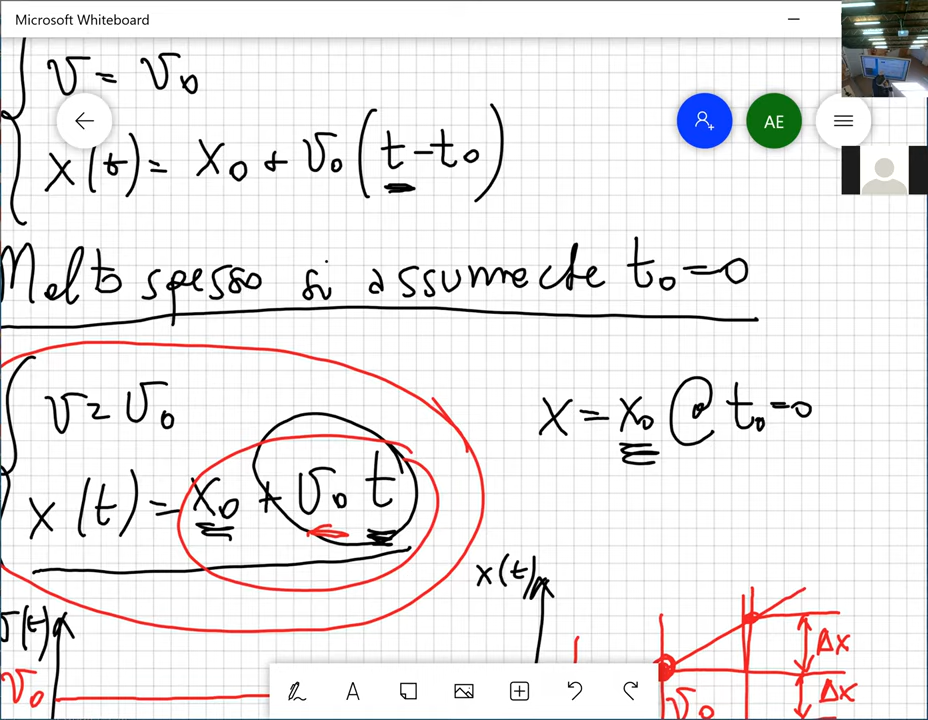 Microsoft Whiteboard
v = v₀
AE
x(t) = x₀ + v₀(t - t₀)
Molto spesso si assume che t₀ = 0
v = v₀
x = x₀ @ t₀ = 0
x(t) = x₀ + v₀ t
x(t)
v(t)
Δx
v₀
v₀
Δx
A